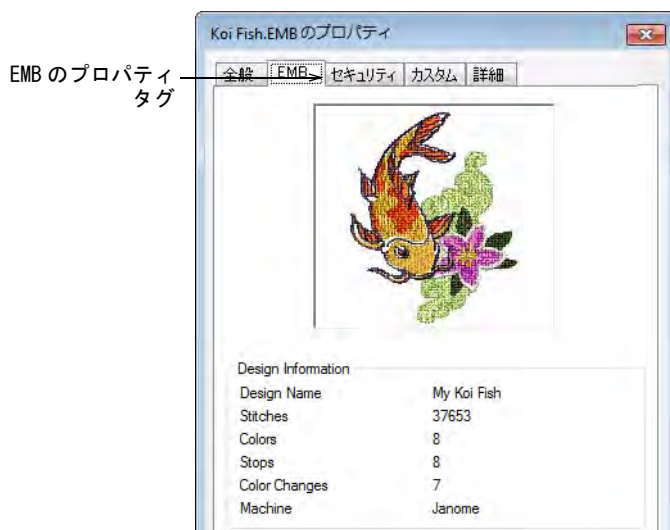 Koi Fish.EMB のプロパティ
EMB のプロパティ
タグ
全般 EMB セキュリティ カスタム 詳細
Design Information
Design Name My Koi Fish
Stitches 37653
Colors 8
Stops 8
Color Changes 7
Machine Janome